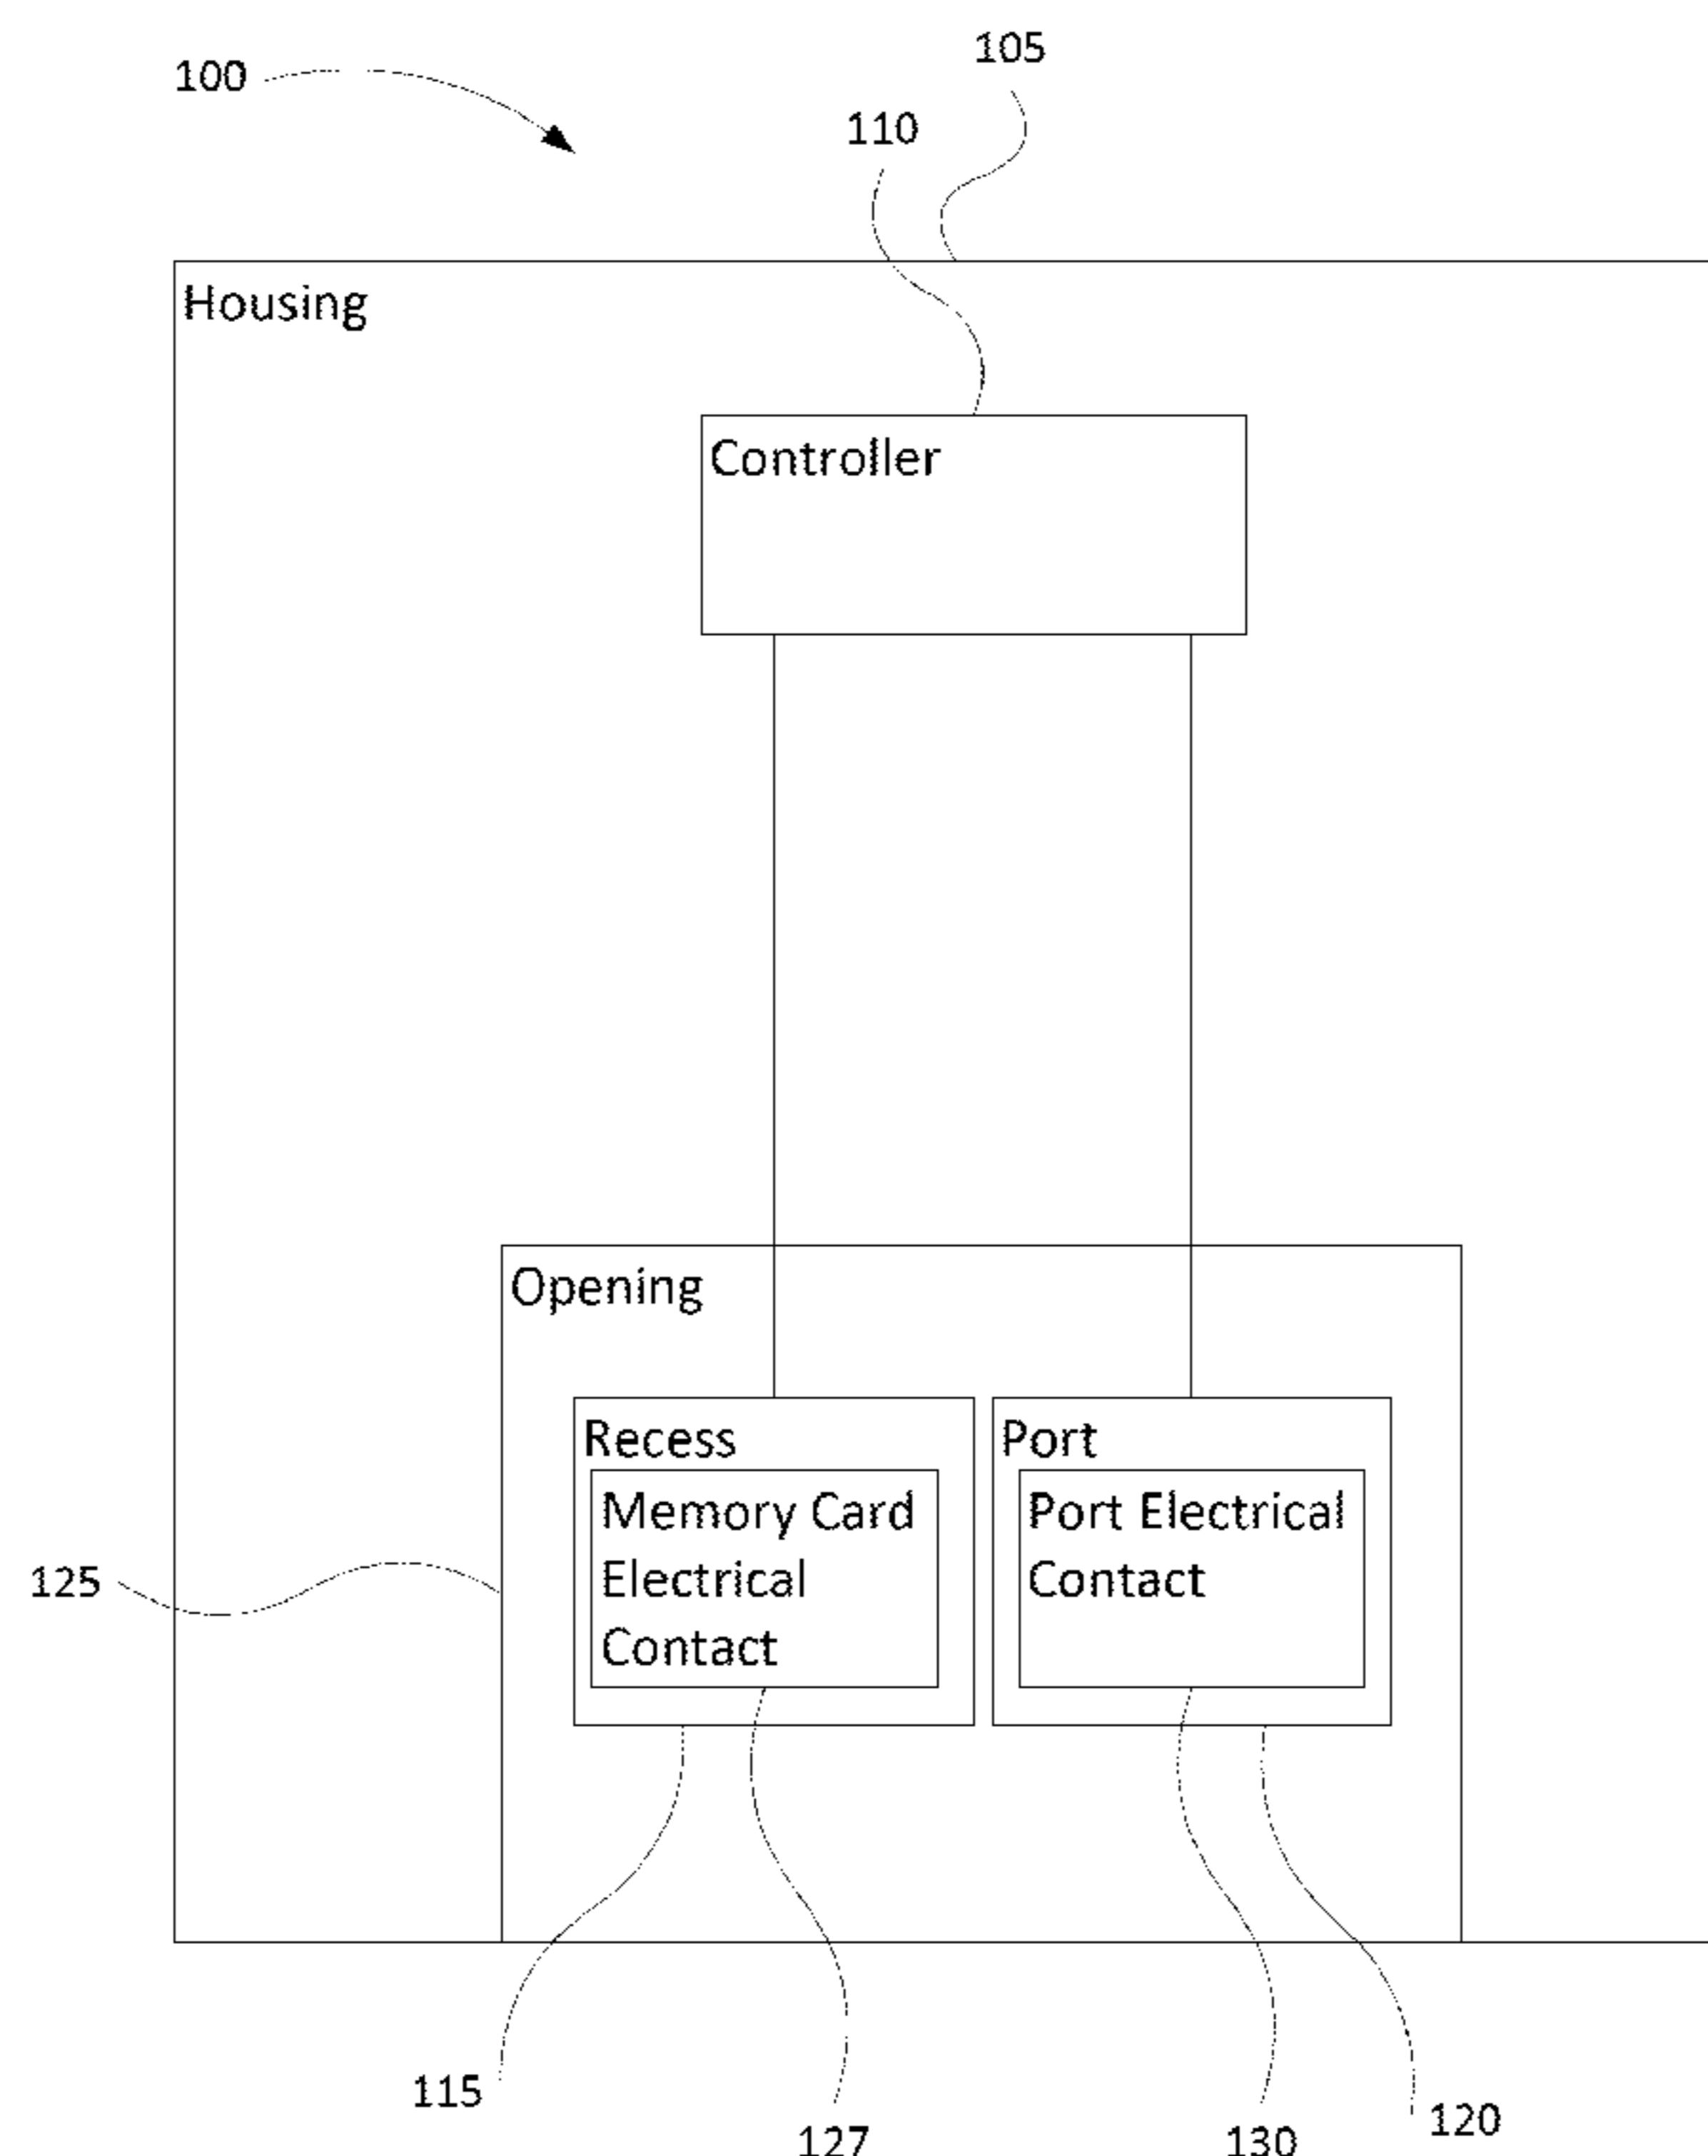 105
100
110
Housing
Controller
Opening
Recess
Port
Memory Card
Electrical
Contact
Port Electrical
Contact
125
115
127
130
120